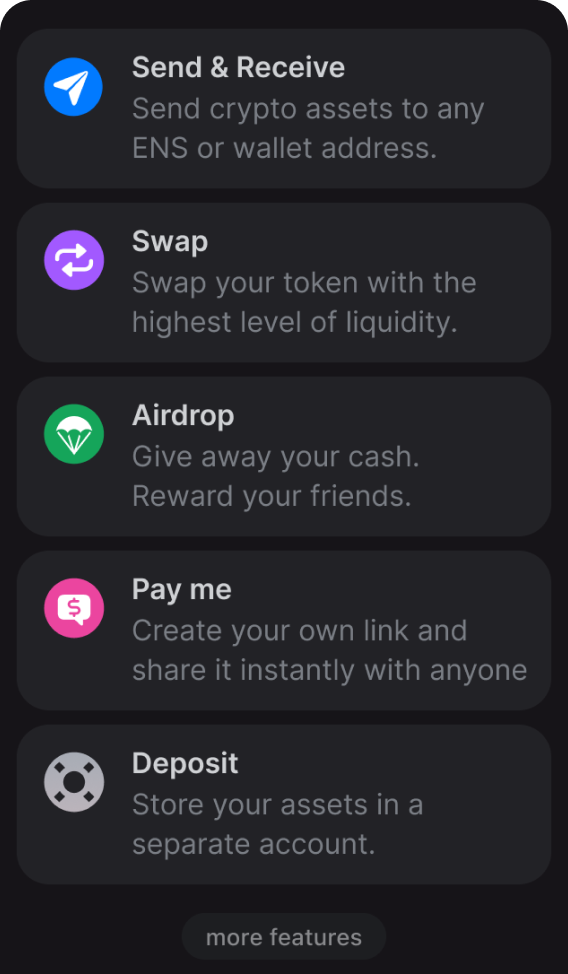 Send & Receive
Send crypto assets to any
ENS or wallet address.
Swap
Swap your token with the
highest level of liquidity.
Airdrop
Give away your cash.
Reward your friends.
Pay me
$
Create your own link and
share it instantly with anyone
Deposit
Store your assets in a
separate account.
more features